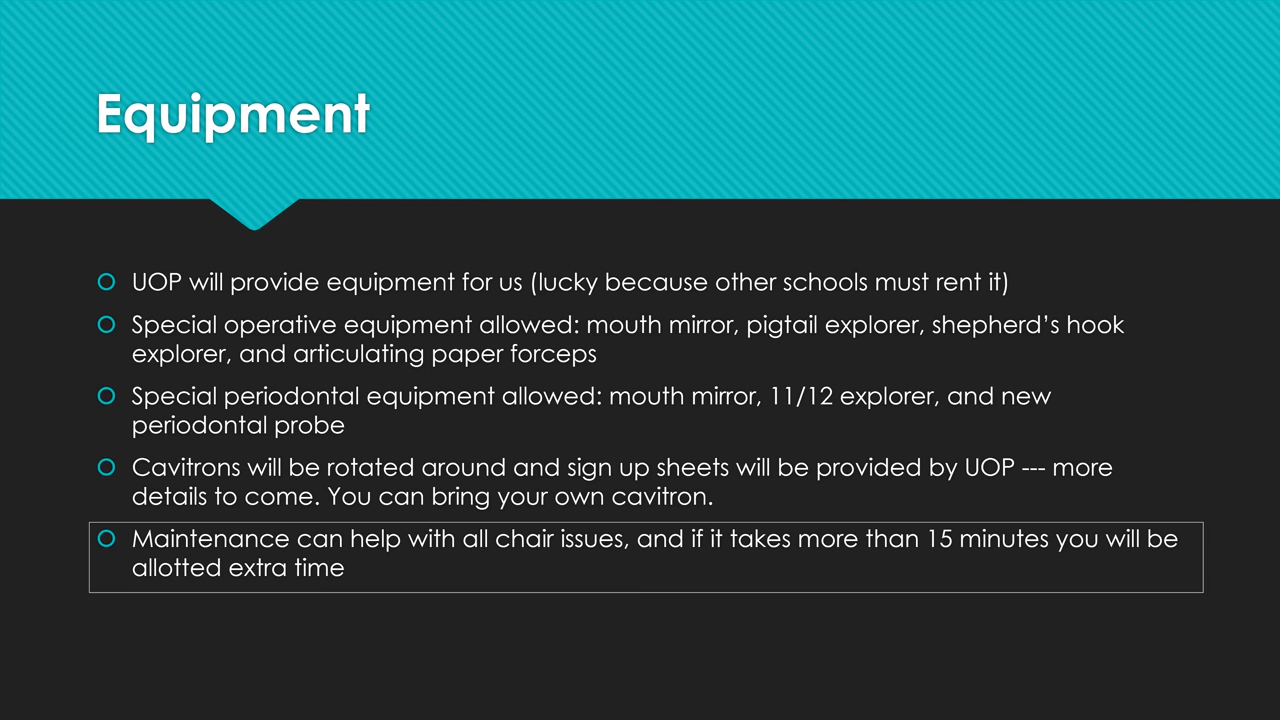 Equipment
UOP will provide equipment for us (lucky because other schools must rent it)
Special operative equipment allowed: mouth mirror, pigtail explorer, shepherd’s hook
explorer, and articulating paper forceps
Special periodontal equipment allowed: mouth mirror, 11/12 explorer, and new
periodontal probe
Cavitrons will be rotated around and sign up sheets will be provided by UOP --- more
details to come. You can bring your own cavitron.
Maintenance can help with all chair issues, and if it takes more than 15 minutes you will be
allotted extra time